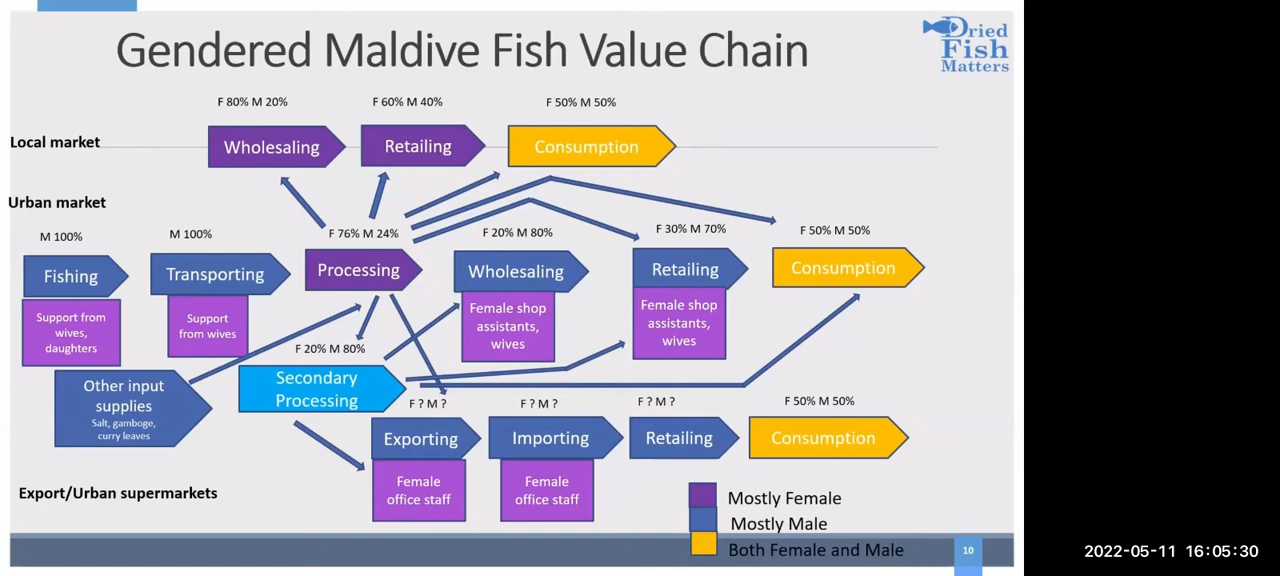 Gendered Maldive Fish Value Chain
Dried
Fish
Matters
F 80% M 20%
F 60% M 40%
F 50% M 50%
Local market
Wholesaling
Retailing
Consumption
Urban market
M 100%
M 100%
F 76% M 24%
F 20% M 80%
F 30% M 70%
F 50% M 50%
Fishing
Transporting
Processing
Wholesaling
Retailing
Consumption
Support from
wives,
daughters
Support
from wives
Female shop
assistants,
wives
Female shop
assistants,
wives
F 20% M 80%
Other input
supplies
Salt, gamboge,
curry leaves
Secondary
Processing
F ? M ?
F ? M ?
F ? M ?
F 50% M 50%
Exporting
Importing
Retailing
Consumption
Female
office staff
Female
office staff
Export/Urban supermarkets
Mostly Female
Mostly Male
Both Female and Male
10
2022-05-11 16:05:30